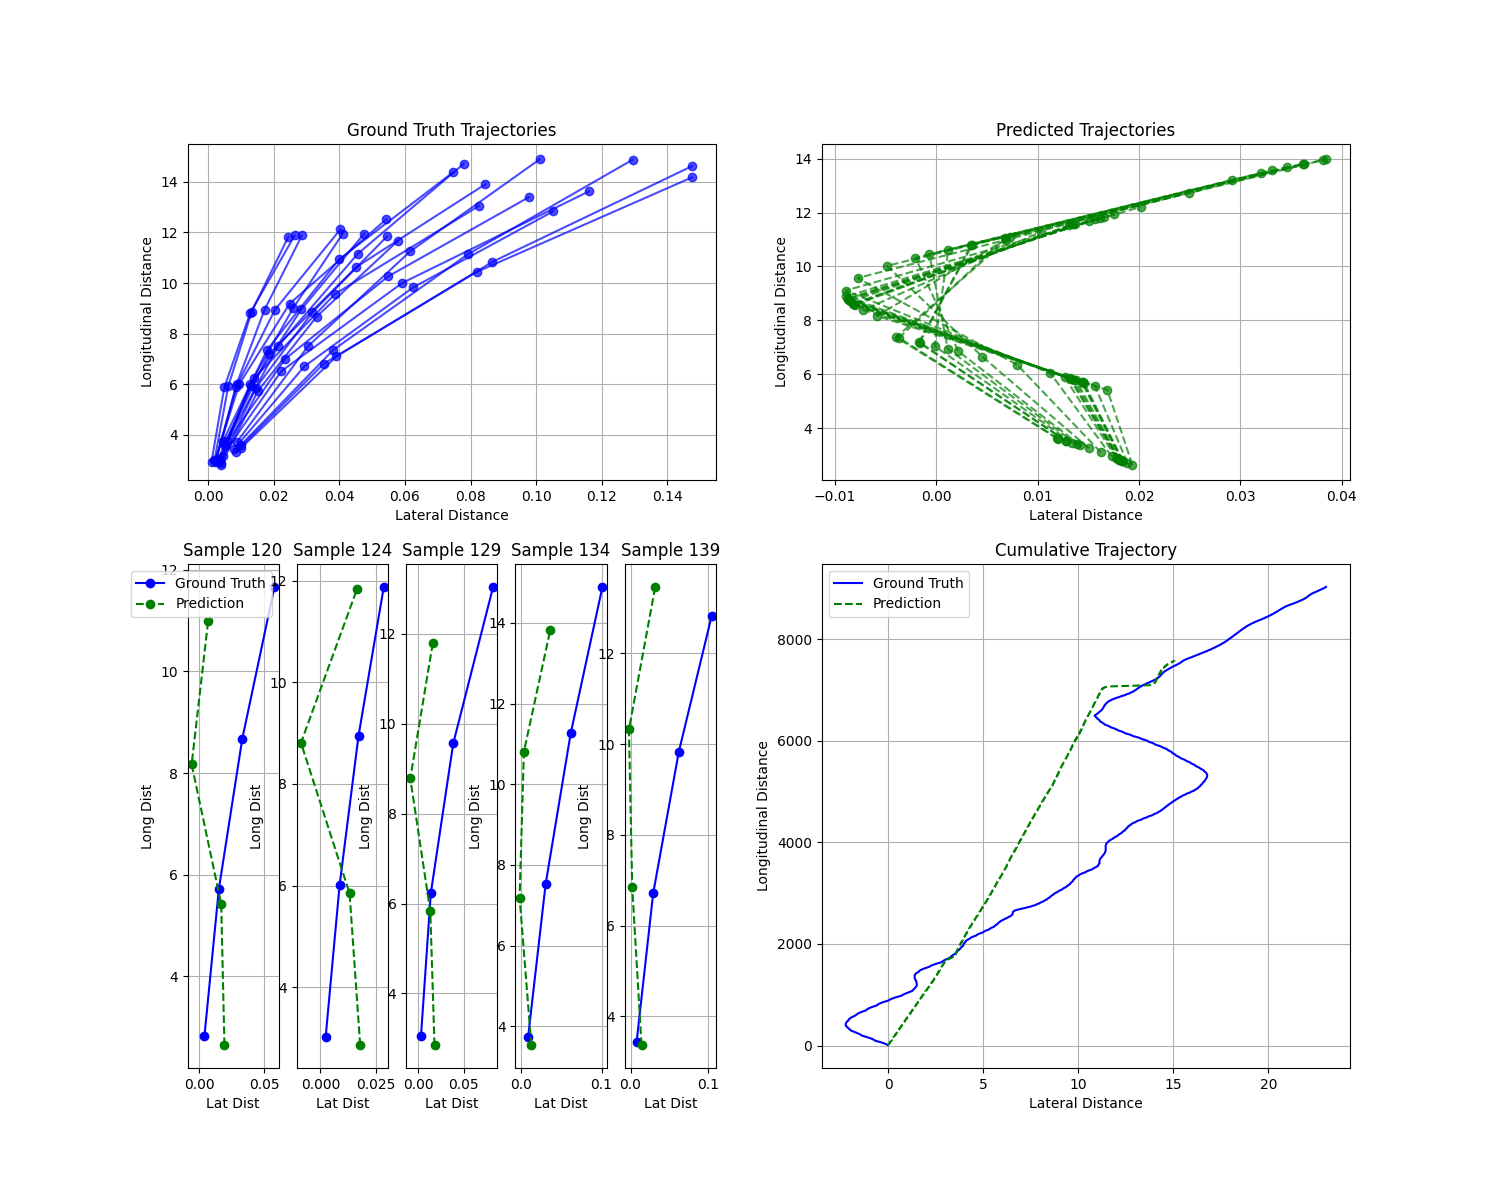 Ground Truth Trajectories
Longitudinal Distance
14
12
10
8
6
4
0.00 0.02 0.04 0.06 0.08 0.10 0.12 0.14
Lateral Distance
Predicted Trajectories
Longitudinal Distance
14
12
10
8
6
4
−0.01 0.00 0.01 0.02 0.03 0.04
Lateral Distance
Sample 120
Ground Truth
Prediction
Long Dist
12
10
8
6
4
0.00 0.05
Lat Dist
Sample 124
Long Dist
12
10
8
6
4
0.000 0.025
Lat Dist
Sample 129
Long Dist
12
10
8
6
4
0.00 0.05
Lat Dist
Sample 134
Long Dist
14
12
10
8
6
4
0.0 0.1
Lat Dist
Sample 139
Long Dist
12
10
8
6
4
0.0 0.1
Lat Dist
Cumulative Trajectory
Ground Truth
Prediction
Longitudinal Distance
8000
6000
4000
2000
0
0 5 10 15 20
Lateral Distance